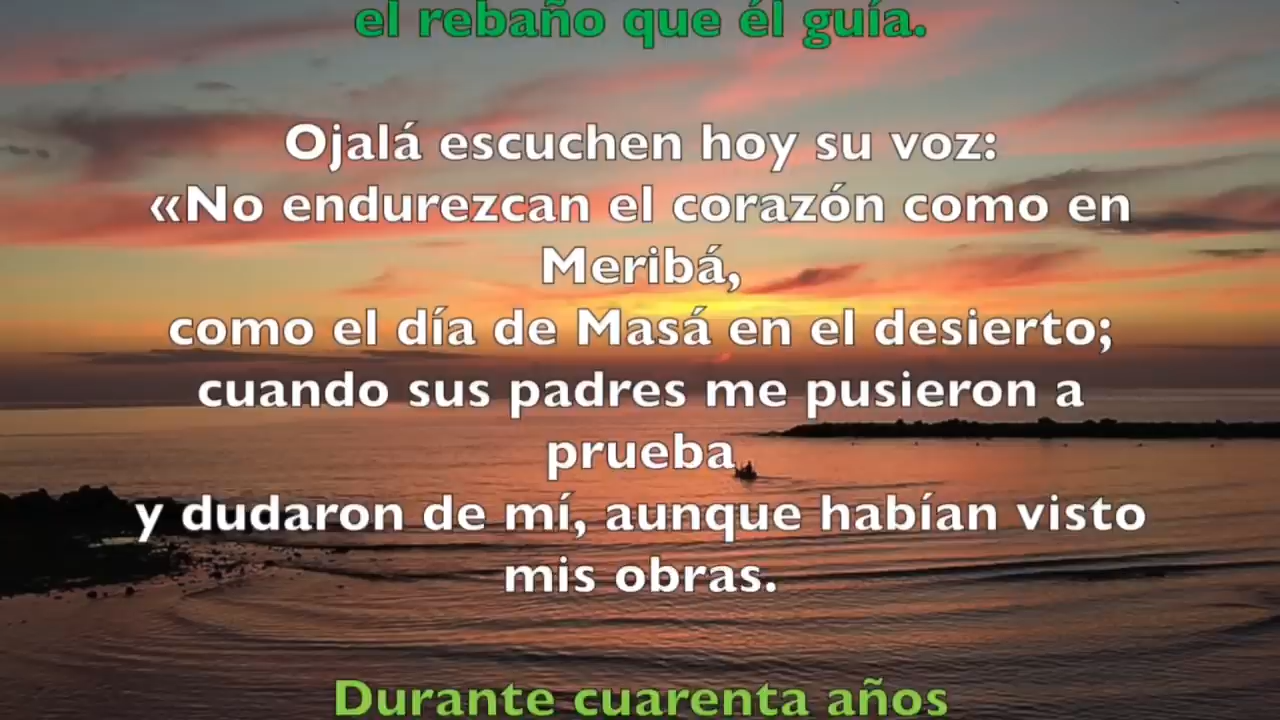 el rebaño que él guía.
Ojalá escuchen hoy su voz:
«No endurezcan el corazón como en
Meribá,
como el día de Masá en el desierto;
cuando sus padres me pusieron a
prueba
y dudaron de mí, aunque habían visto
mis obras.
Durante cuarenta años